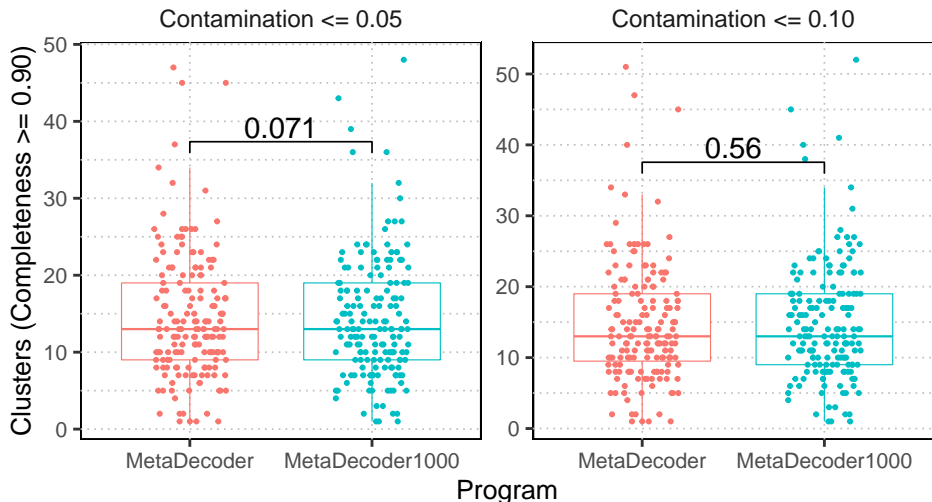 Contamination <= 0.05
Contamination <= 0.10
Clusters (Completeness >= 0.90)
50
40
30
20
10
0
0.071
MetaDecoder
MetaDecoder1000
50
40
30
20
10
0
0.56
MetaDecoder
MetaDecoder1000
Program